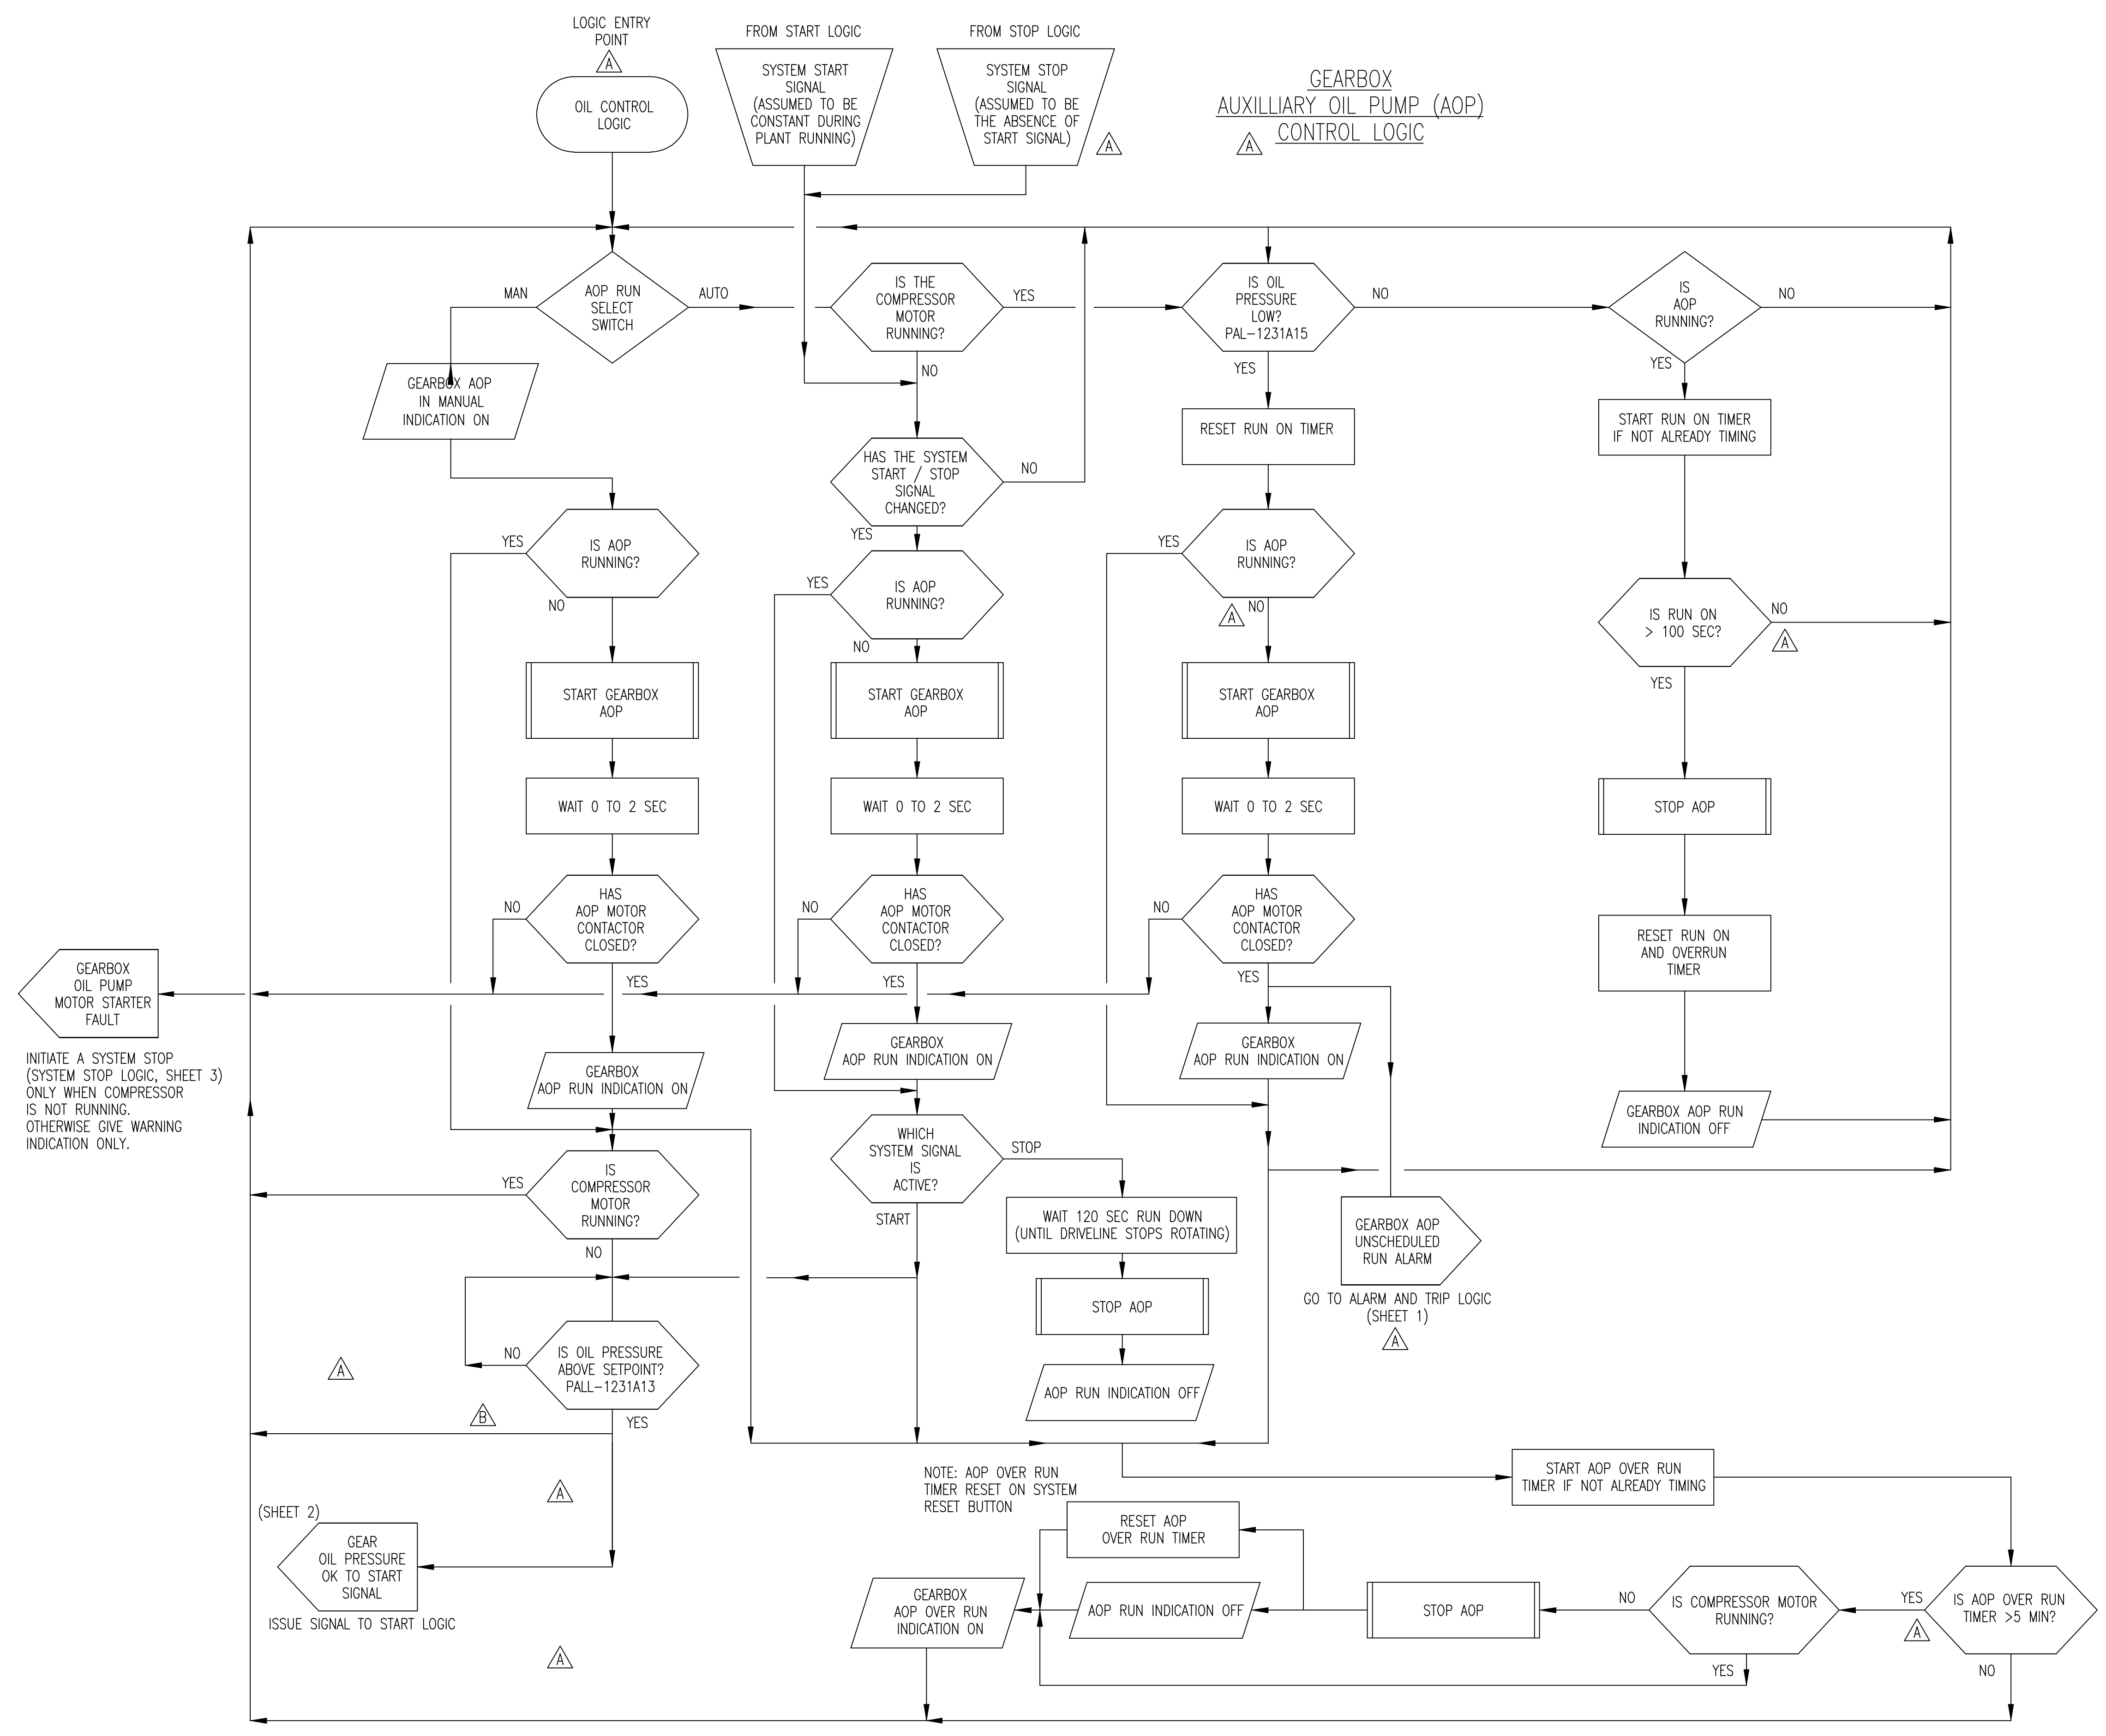 LOGIC ENTRY
POINT
A
OIL CONTROL
LOGIC
FROM START LOGIC
SYSTEM START
SIGNAL
(ASSUMED TO BE
CONSTANT DURING
PLANT RUNNING)
FROM STOP LOGIC
SYSTEM STOP
SIGNAL
(ASSUMED TO BE
THE ABSENCE OF
START SIGNAL)
A
GEARBOX
AUXILLIARY OIL PUMP (AOP)
CONTROL LOGIC
A
MAN
AOP RUN
SELECT
SWITCH
AUTO
IS THE
COMPRESSOR
MOTOR
RUNNING?
YES
NO
IS OIL
PRESSURE
LOW?
PAL-1231A15
NO
YES
IS
AOP
RUNNING?
NO
YES
GEARBOX AOP
IN MANUAL
INDICATION ON
HAS THE SYSTEM
START / STOP
SIGNAL
CHANGED?
NO
YES
RESET RUN ON TIMER
START RUN ON TIMER
IF NOT ALREADY TIMING
YES
IS AOP
RUNNING?
NO
YES
IS AOP
RUNNING?
NO
YES
IS AOP
RUNNING?
A
NO
IS RUN ON
> 100 SEC?
NO
A
YES
START GEARBOX
AOP
START GEARBOX
AOP
START GEARBOX
AOP
WAIT 0 TO 2 SEC
WAIT 0 TO 2 SEC
WAIT 0 TO 2 SEC
STOP AOP
NO
HAS
AOP MOTOR
CONTACTOR
CLOSED?
YES
NO
HAS
AOP MOTOR
CONTACTOR
CLOSED?
YES
NO
HAS
AOP MOTOR
CONTACTOR
CLOSED?
YES
RESET RUN ON
AND OVERRUN
TIMER
GEARBOX
OIL PUMP
MOTOR STARTER
FAULT
INITIATE A SYSTEM STOP
(SYSTEM STOP LOGIC, SHEET 3)
ONLY WHEN COMPRESSOR
IS NOT RUNNING.
OTHERWISE GIVE WARNING
INDICATION ONLY.
GEARBOX
AOP RUN INDICATION ON
GEARBOX
AOP RUN INDICATION ON
GEARBOX
AOP RUN INDICATION ON
GEARBOX AOP RUN
INDICATION OFF
YES
IS
COMPRESSOR
MOTOR
RUNNING?
NO
WHICH
SYSTEM SIGNAL
IS
ACTIVE?
STOP
START
WAIT 120 SEC RUN DOWN
(UNTIL DRIVELINE STOPS ROTATING)
STOP AOP
AOP RUN INDICATION OFF
GEARBOX AOP
UNSCHEDULED
RUN ALARM
GO TO ALARM AND TRIP LOGIC
(SHEET 1)
A
NO
IS OIL PRESSURE
ABOVE SETPOINT?
PALL-1231A13
YES
A
B
A
(SHEET 2)
GEAR
OIL PRESSURE
OK TO START
SIGNAL
ISSUE SIGNAL TO START LOGIC
A
NOTE: AOP OVER RUN
TIMER RESET ON SYSTEM
RESET BUTTON
START AOP OVER RUN
TIMER IF NOT ALREADY TIMING
RESET AOP
OVER RUN TIMER
GEARBOX
AOP OVER RUN
INDICATION ON
AOP RUN INDICATION OFF
STOP AOP
NO
IS COMPRESSOR MOTOR
RUNNING?
YES
YES
A
IS AOP OVER RUN
TIMER >5 MIN?
NO